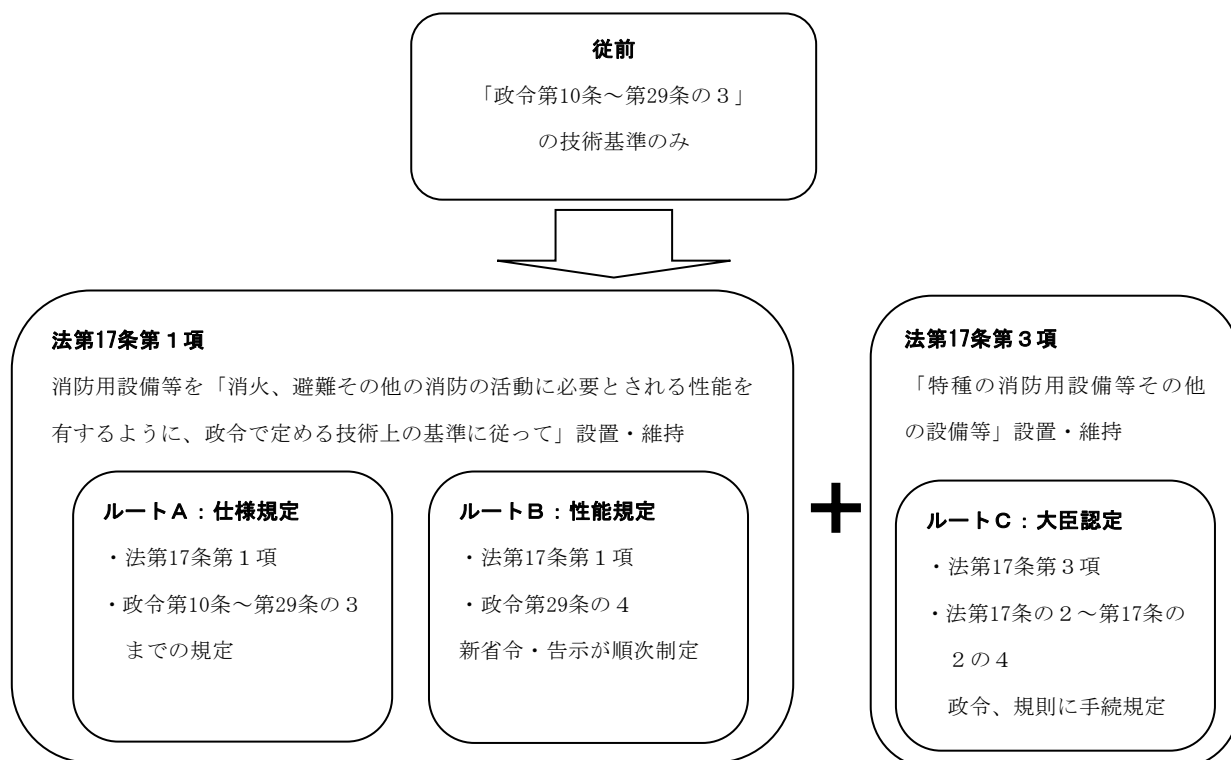 従前
「政令第10条～第29条の３」
の技術基準のみ
法第17条第１項
消防用設備等を「消火、避難その他の消防の活動に必要とされる性能を
有するように、政令で定める技術上の基準に従って」設置・維持
ルートＡ：仕様規定
・法第17条第１項
・政令第10条～第29条の３
までの規定
ルートＢ：性能規定
・法第17条第１項
・政令第29条の４
新省令・告示が順次制定
＋
法第17条第３項
「特種の消防用設備等その他
の設備等」設置・維持
ルートＣ：大臣認定
・法第17条第３項
・法第17条の２～第17条の
２の４
政令、規則に手続規定